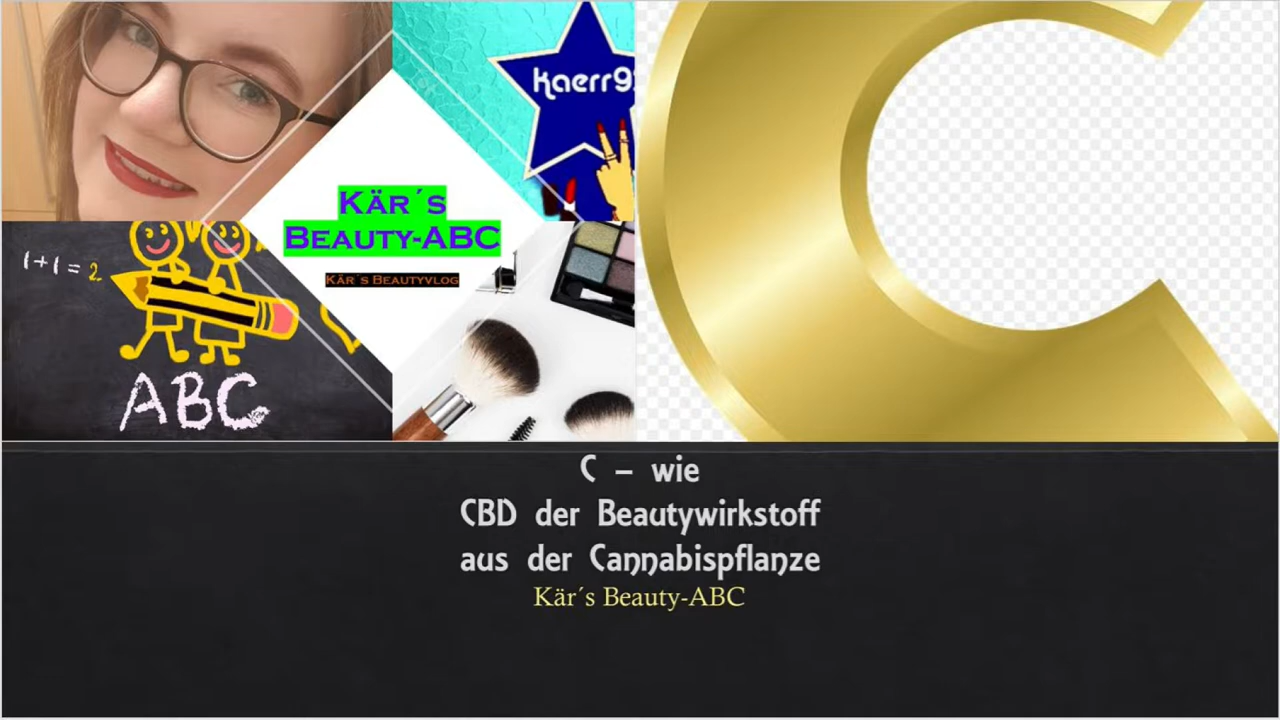 kaerr9
Kär´s
Beauty-ABC
Kär´s Beautyvlog
1+1=2
ABC
C
C – wie
CBD der Beautywirkstoff
aus der Cannabispflanze
Kär´s Beauty-ABC